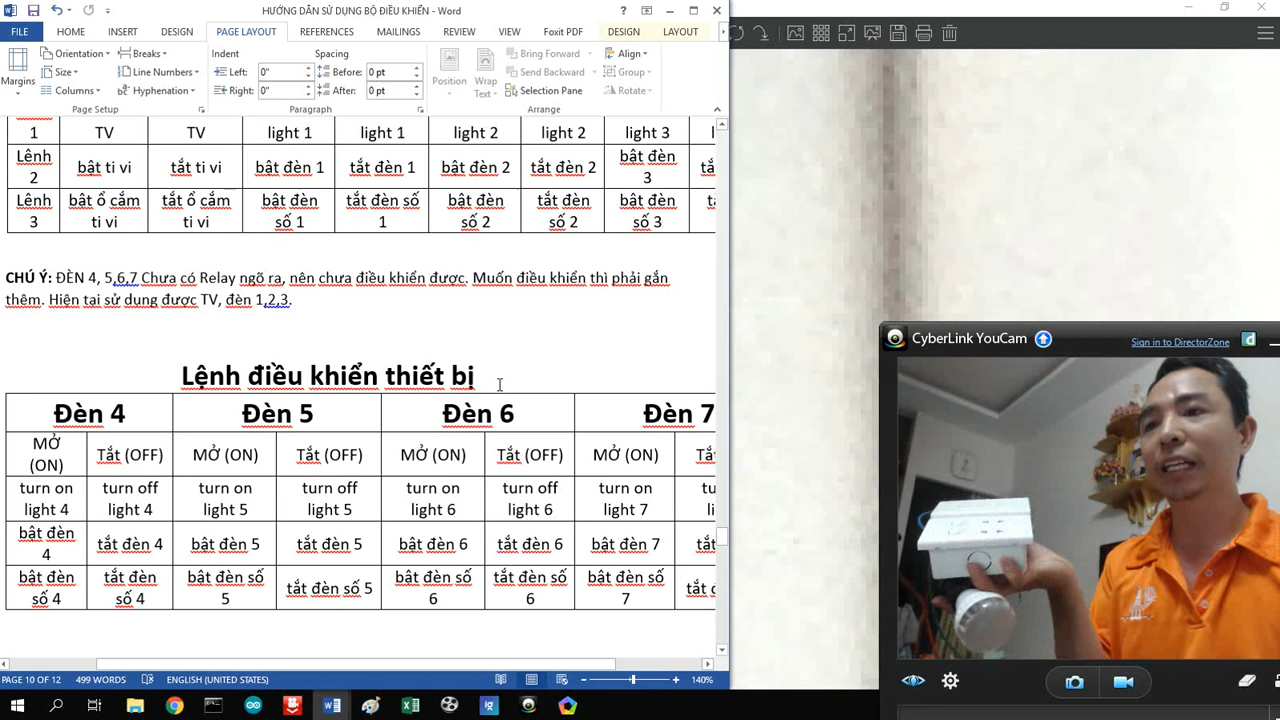 HƯỚNG DẪN SỬ DỤNG BỘ ĐIỀU KHIỂN - Word
FILE HOME INSERT DESIGN PAGE LAYOUT REFERENCES MAILINGS REVIEW VIEW Foxit PDF DESIGN LAYOUT
Margins
Orientation
Size
Columns
Breaks
Line Numbers
Hyphenation
Page Setup
Indent
Left: 0"
Right: 0"
Spacing
Before: 0 pt
After: 0 pt
Paragraph
Position
Wrap Text
Bring Forward
Send Backward
Selection Pane
Align
Group
Rotate
Arrange
1 TV TV light 1 light 1 light 2 light 2 light 3
Lệnh 2 bật ti vi tắt ti vi bật đèn 1 tắt đèn 1 bật đèn 2 tắt đèn 2 bật đèn 3
Lệnh 3 bật ổ cắm ti vi tắt ổ cắm ti vi bật đèn số 1 tắt đèn số 1 bật đèn số 2 tắt đèn số 2 bật đèn số 3
CHÚ Ý: ĐÈN 4, 5,6,7 Chưa có Relay ngõ ra, nên chưa điều khiển được. Muốn điều khiển thì phải gắn
thêm. Hiện tại sử dụng được TV, đèn 1,2,3.
Lệnh điều khiển thiết bị
Đèn 4 Đèn 5 Đèn 6 Đèn 7
MỞ (ON) Tắt (OFF) MỞ (ON) Tắt (OFF) MỞ (ON) Tắt (OFF) MỞ (ON)
turn on light 4 turn off light 4 turn on light 5 turn off light 5 turn on light 6 turn off light 6 turn on light 7
bật đèn 4 tắt đèn 4 bật đèn 5 tắt đèn 5 bật đèn 6 tắt đèn 6 bật đèn 7
bật đèn số 4 tắt đèn số 4 bật đèn số 5 tắt đèn số 5 bật đèn số 6 tắt đèn số 6 bật đèn số 7
PAGE 10 OF 12 499 WORDS ENGLISH (UNITED STATES) 140%
CyberLink YouCam
Sign in to DirectorZone